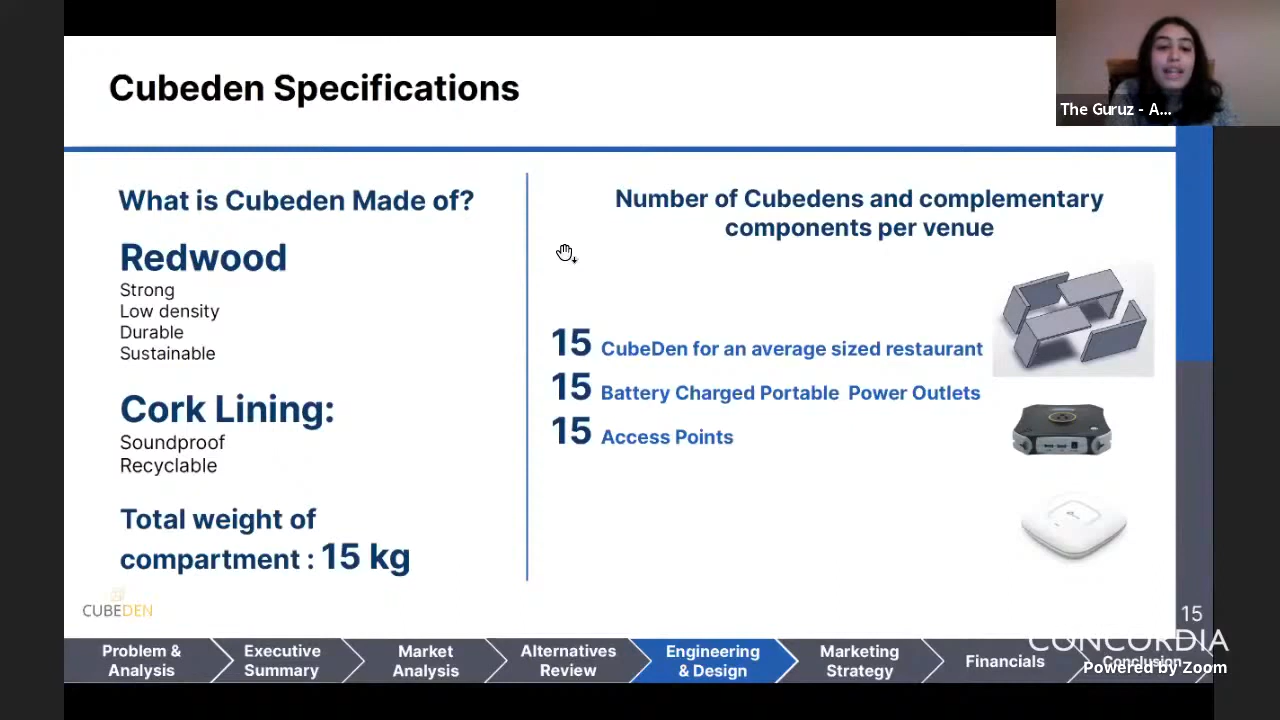 Cubeden Specifications
The Guruz - A...
What is Cubeden Made of?
Redwood
Strong
Low density
Durable
Sustainable
Cork Lining:
Soundproof
Recyclable
Total weight of
compartment : 15 kg
Number of Cubedens and complementary
components per venue
15 CubeDen for an average sized restaurant
15 Battery Charged Portable Power Outlets
15 Access Points
CUBEDEN
15
CONCORDIA
Problem &
Analysis
Executive
Summary
Market
Analysis
Alternatives
Review
Engineering
& Design
Marketing
Strategy
Financials
Conclusion
Powered by Zoom